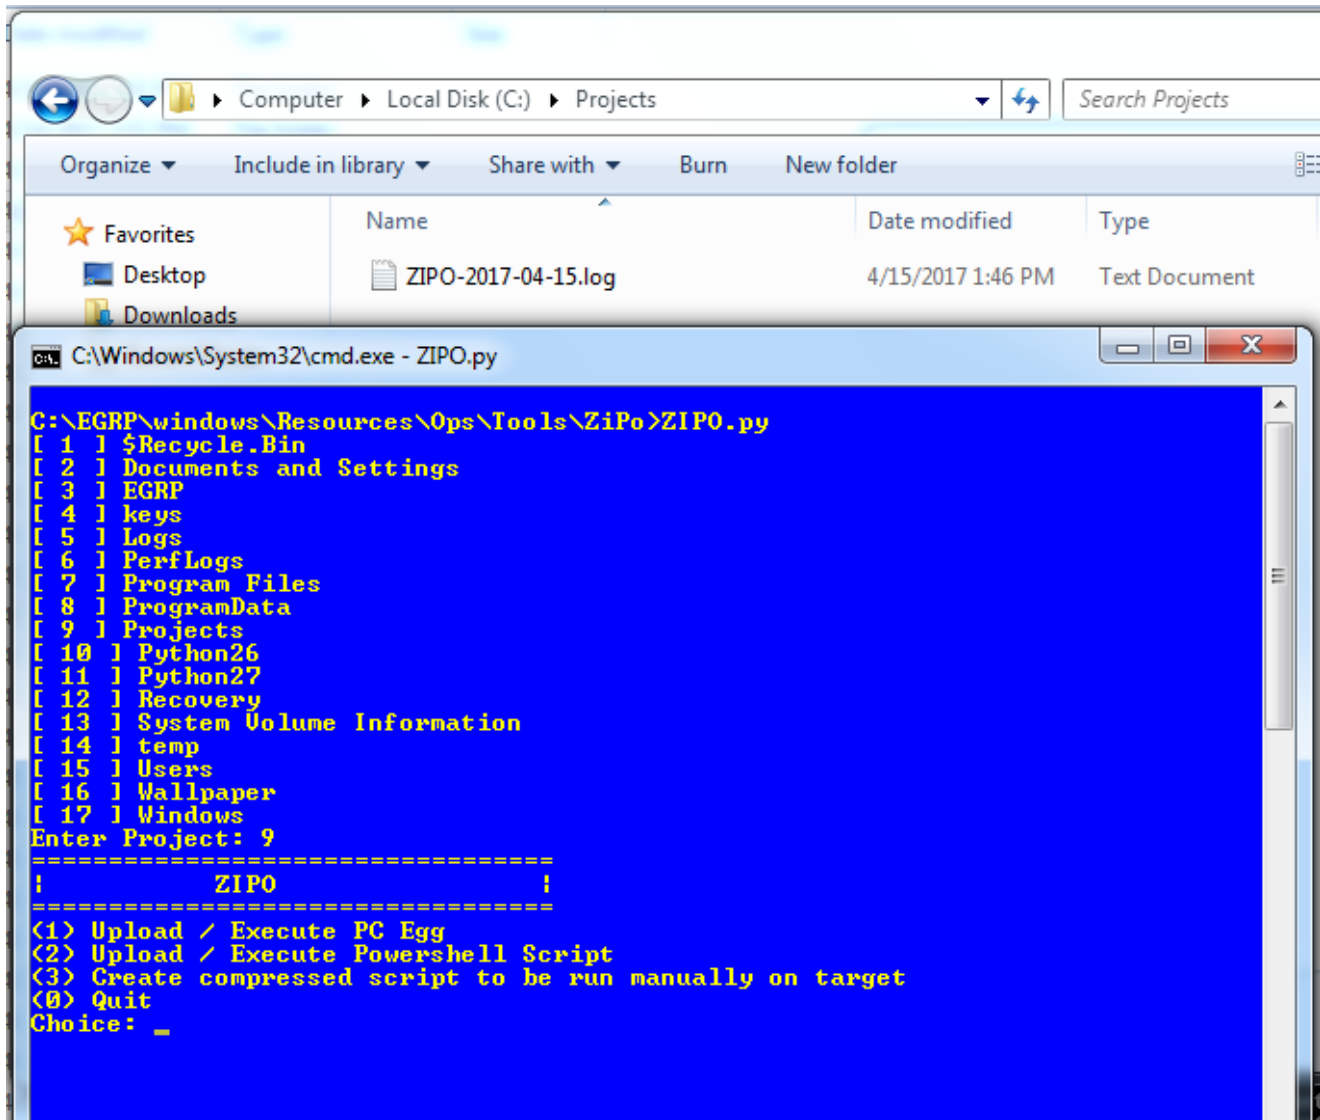 Computer ▸ Local Disk (C:) ▸ Projects
Search Projects
Organize
Include in library
Share with
Burn
New folder
Favorites
Desktop
Downloads
Name
Date modified
Type
ZIPO-2017-04-15.log
4/15/2017 1:46 PM
Text Document
C:\Windows\System32\cmd.exe - ZIPO.py
C:\EGRP\windows\Resources\Ops\Tools\ZiPo>ZIPO.py
[ 1 ] $Recycle.Bin
[ 2 ] Documents and Settings
[ 3 ] EGRP
[ 4 ] keys
[ 5 ] Logs
[ 6 ] PerfLogs
[ 7 ] Program Files
[ 8 ] ProgramData
[ 9 ] Projects
[ 10 ] Python26
[ 11 ] Python27
[ 12 ] Recovery
[ 13 ] System Volume Information
[ 14 ] temp
[ 15 ] Users
[ 16 ] Wallpaper
[ 17 ] Windows
Enter Project: 9
==================================
|           ZIPO                 |
==================================
(1) Upload / Execute PC Egg
(2) Upload / Execute Powershell Script
(3) Create compressed script to be run manually on target
(0) Quit
Choice: _